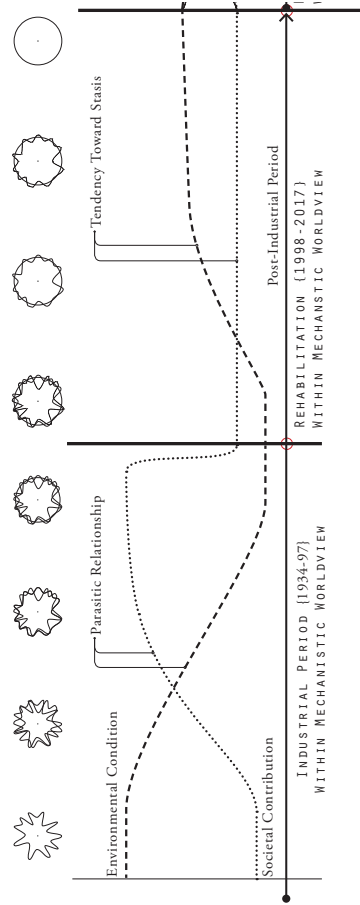 Environmental Condition
Societal Contribution
Parasitic Relationship
Tendency Toward Stasis
Post-Industrial Period
Industrial Period {1934-97}
Within Mechanistic Worldview
Rehabilitation {1998-2017}
Within Mechanstic Worldview